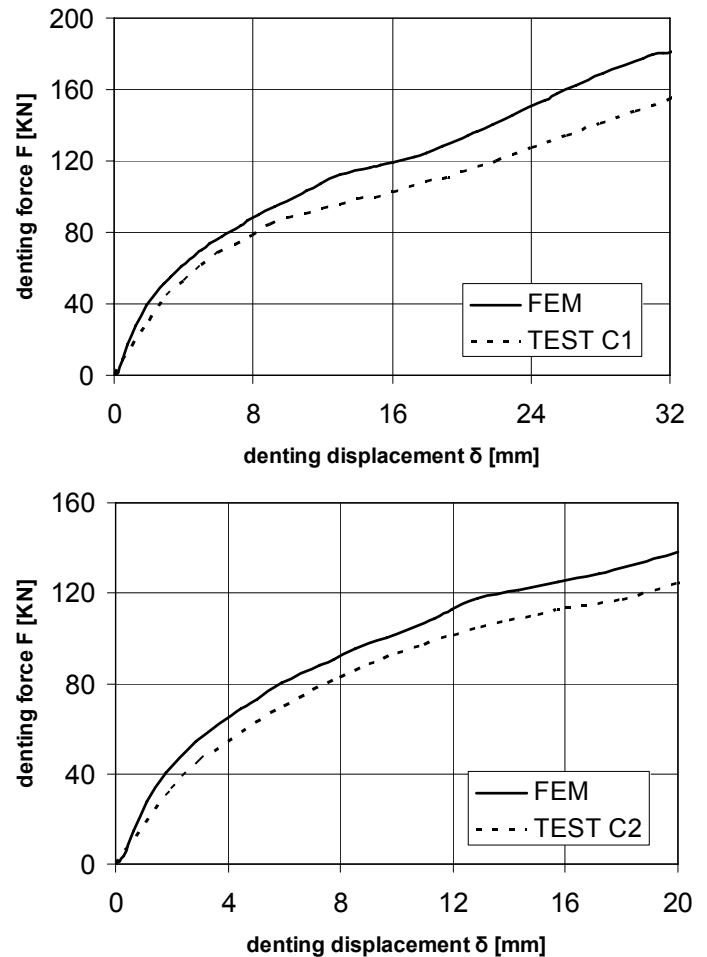 200
160
120
80
40
0
denting force F [KN]
FEM
TEST C1
0 8 16 24 32
denting displacement δ [mm]
160
120
80
40
0
denting force F [KN]
FEM
TEST C2
0 4 8 12 16 20
denting displacement δ [mm]